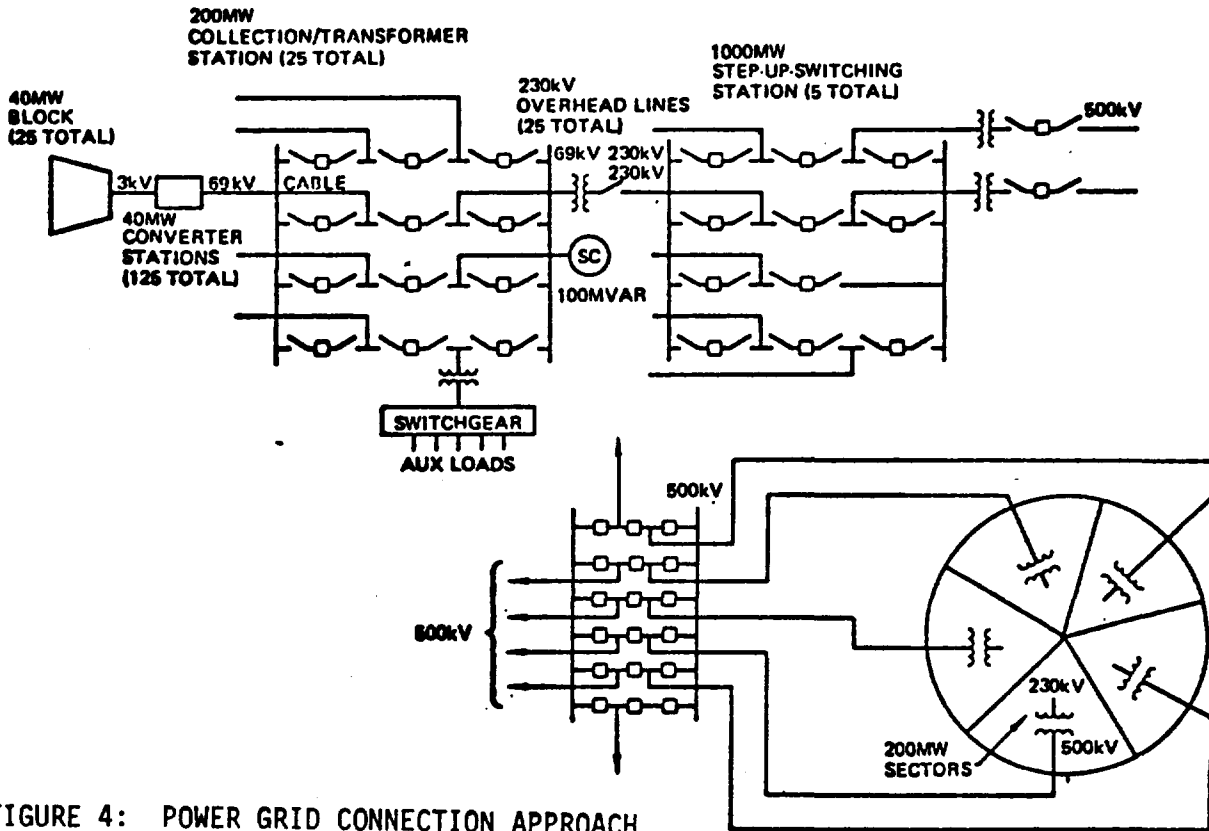 200MW
COLLECTION/TRANSFORMER
STATION (25 TOTAL)
1000MW
STEP-UP-SWITCHING
STATION (5 TOTAL)
40MW
BLOCK
(25 TOTAL)
230kV
OVERHEAD LINES
(25 TOTAL)
500kV
69kV
230kV
230kV
3kV
69kV
CABLE
40MW
CONVERTER
STATIONS
(125 TOTAL)
SC
100MVAR
SWITCHGEAR
AUX LOADS
500kV
500kV
230kV
500kV
200MW
SECTORS
FIGURE 4: POWER GRID CONNECTION APPROACH